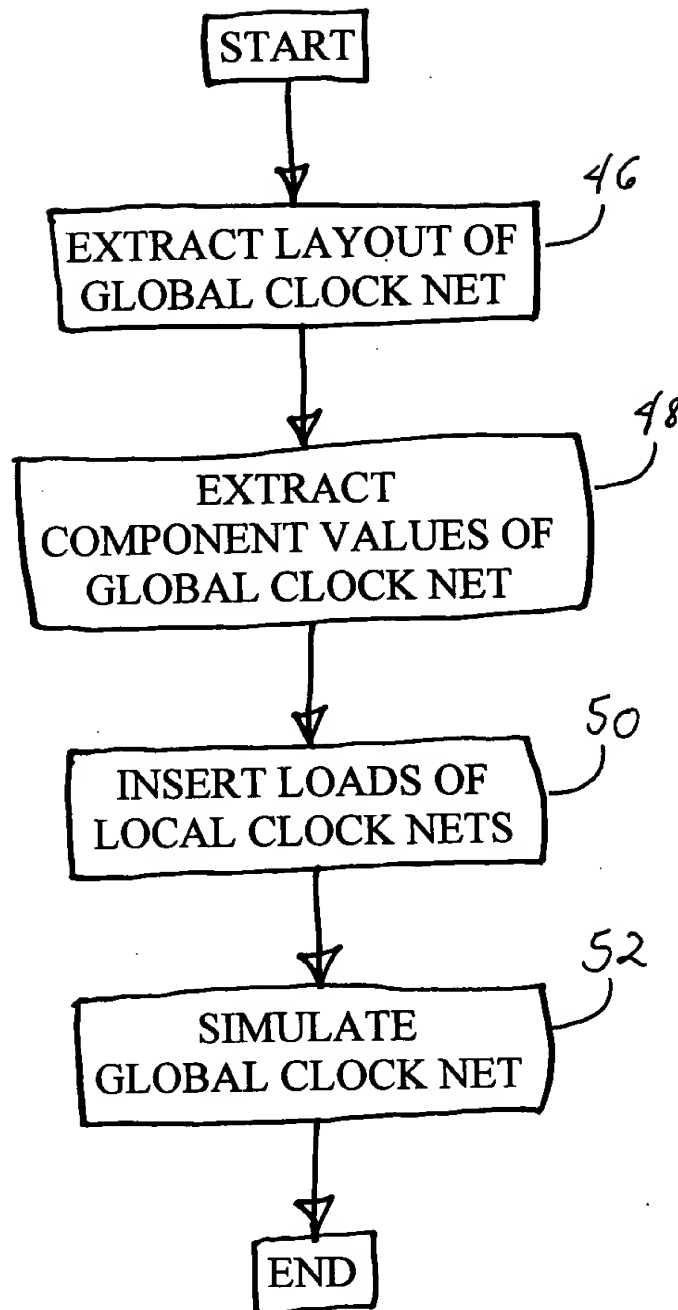 START
46
EXTRACT LAYOUT OF
GLOBAL CLOCK NET
48
EXTRACT
COMPONENT VALUES OF
GLOBAL CLOCK NET
50
INSERT LOADS OF
LOCAL CLOCK NETS
52
SIMULATE
GLOBAL CLOCK NET
END